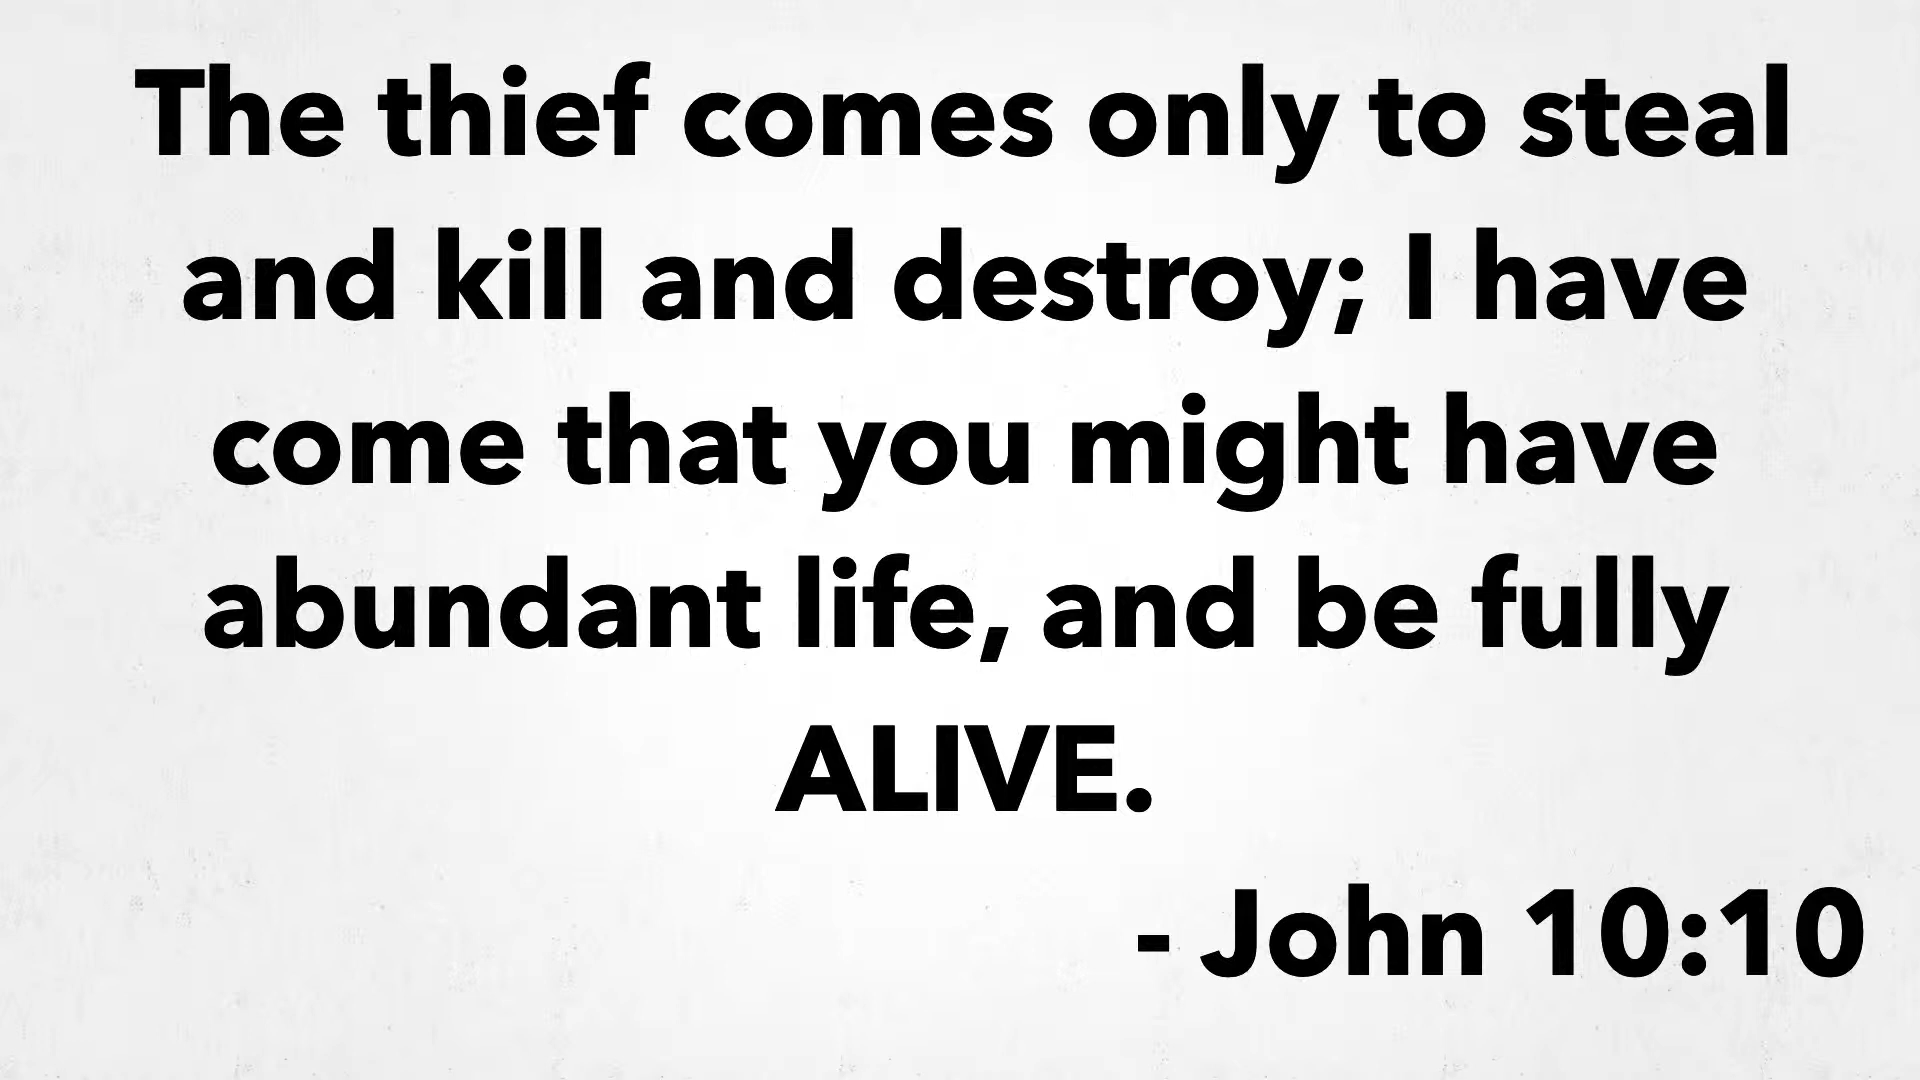 The thief comes only to steal
and kill and destroy; I have
come that you might have
abundant life, and be fully
ALIVE.
- John 10:10